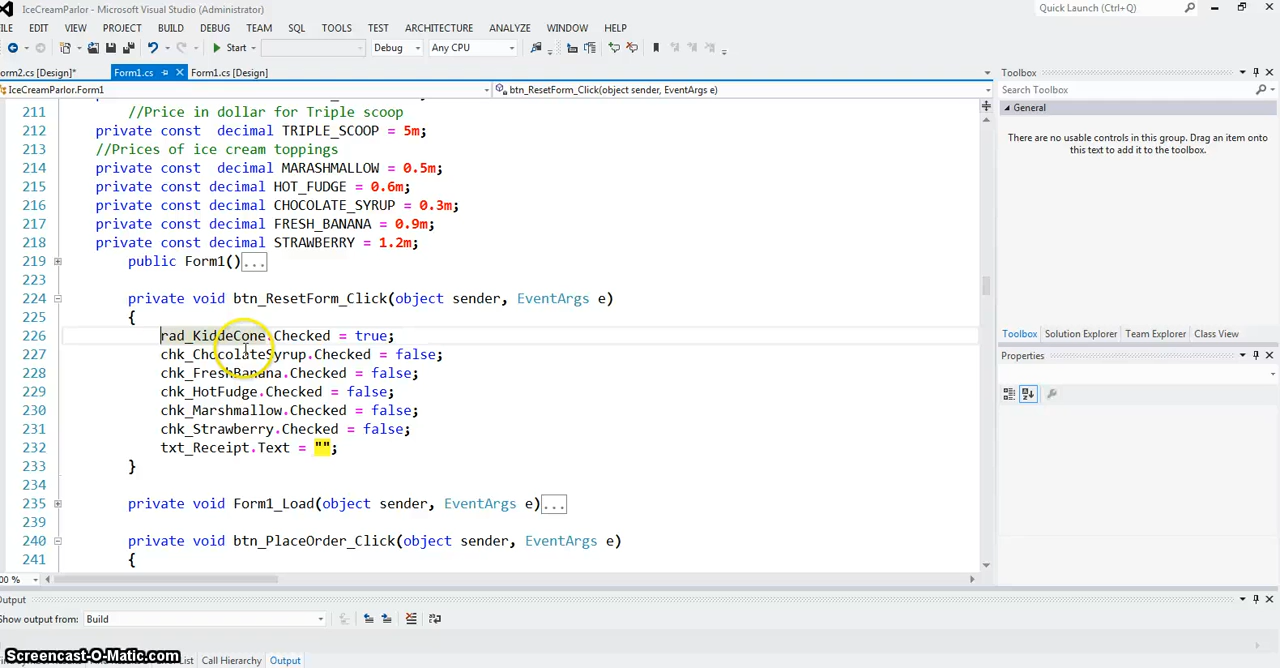 IceCreamParlor - Microsoft Visual Studio (Administrator)
Quick Launch (Ctrl+Q)
ILE EDIT VIEW PROJECT BUILD DEBUG TEAM SQL TOOLS TEST ARCHITECTURE ANALYZE WINDOW HELP
Start Debug Any CPU
orm2.cs [Design]* Form1.cs Form1.cs [Design]
IceCreamParlor.Form1 btn_ResetForm_Click(object sender, EventArgs e)
211 //Price in dollar for Triple scoop
212 private const decimal TRIPLE_SCOOP = 5m;
213 //Prices of ice cream toppings
214 private const decimal MARASHMALLOW = 0.5m;
215 private const decimal HOT_FUDGE = 0.6m;
216 private const decimal CHOCOLATE_SYRUP = 0.3m;
217 private const decimal FRESH_BANANA = 0.9m;
218 private const decimal STRAWBERRY = 1.2m;
219 public Form1()...
223
224 private void btn_ResetForm_Click(object sender, EventArgs e)
225 {
226 rad_KiddeCone.Checked = true;
227 chk_ChocolateSyrup.Checked = false;
228 chk_FreshBanana.Checked = false;
229 chk_HotFudge.Checked = false;
230 chk_Marshmallow.Checked = false;
231 chk_Strawberry.Checked = false;
232 txt_Receipt.Text = "";
233 }
234
235 private void Form1_Load(object sender, EventArgs e)...
239
240 private void btn_PlaceOrder_Click(object sender, EventArgs e)
241 {
00 %
Toolbox
Search Toolbox
General
There are no usable controls in this group. Drag an item onto
this text to add it to the toolbox.
Toolbox Solution Explorer Team Explorer Class View
Properties
Output
Show output from: Build
List Call Hierarchy Output
Screencast-O-Matic.com